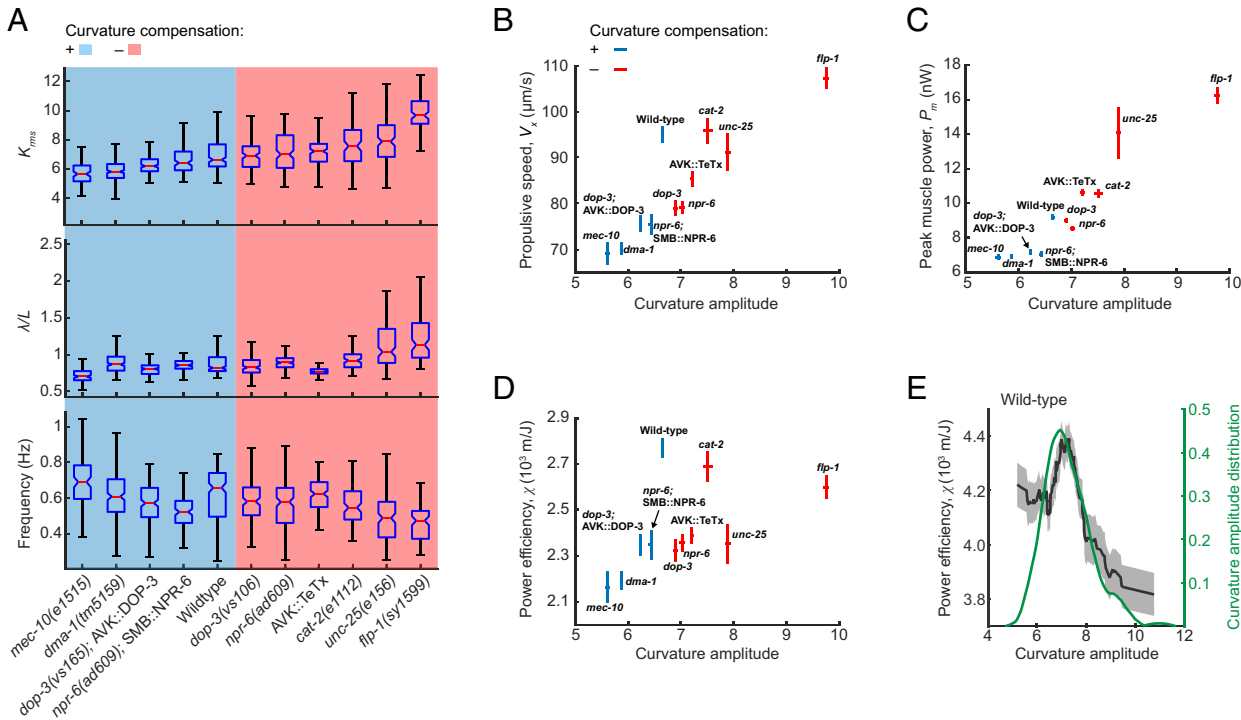 A
Curvature compensation:
+ –
K_rms
12
10
8
6
4
λ/L
2.5
2
1.5
1
0.5
Frequency (Hz)
1
0.8
0.6
0.4
mec-10(e1515)
dma-1(tm5159)
dop-3(vs165); AVK::DOP-3
npr-6(ad609); SMB::NPR-6
Wildtype
dop-3(vs106)
npr-6(ad609)
AVK::TeTx
cat-2(e1112)
unc-25(e156)
flp-1(sy1599)
B
Curvature compensation:
+
–
Propulsive speed, V_x (μm/s)
110
100
90
80
70
flp-1
cat-2
Wild-type
unc-25
AVK::TeTx
dop-3;
AVK::DOP-3
dop-3
npr-6
npr-6;
SMB::NPR-6
mec-10
dma-1
5 6 7 8 9 10
Curvature amplitude
C
Peak muscle power, P_m (nW)
18
16
14
12
10
8
6
flp-1
unc-25
AVK::TeTx
cat-2
Wild-type
dop-3
dop-3;
AVK::DOP-3
npr-6
mec-10
npr-6;
SMB::NPR-6
dma-1
5 6 7 8 9 10
Curvature amplitude
D
Power efficiency, χ (10³ m/J)
2.9
2.7
2.5
2.3
2.1
Wild-type
cat-2
flp-1
npr-6;
SMB::NPR-6
dop-3;
AVK::DOP-3
AVK::TeTx
unc-25
npr-6
dop-3
dma-1
mec-10
5 6 7 8 9 10
Curvature amplitude
E
Wild-type
Power efficiency, χ (10³ m/J)
4.4
4.2
4.0
3.8
0.5
0.4
0.3
0.2
0.1
Curvature amplitude distribution
4 6 8 10 12
Curvature amplitude